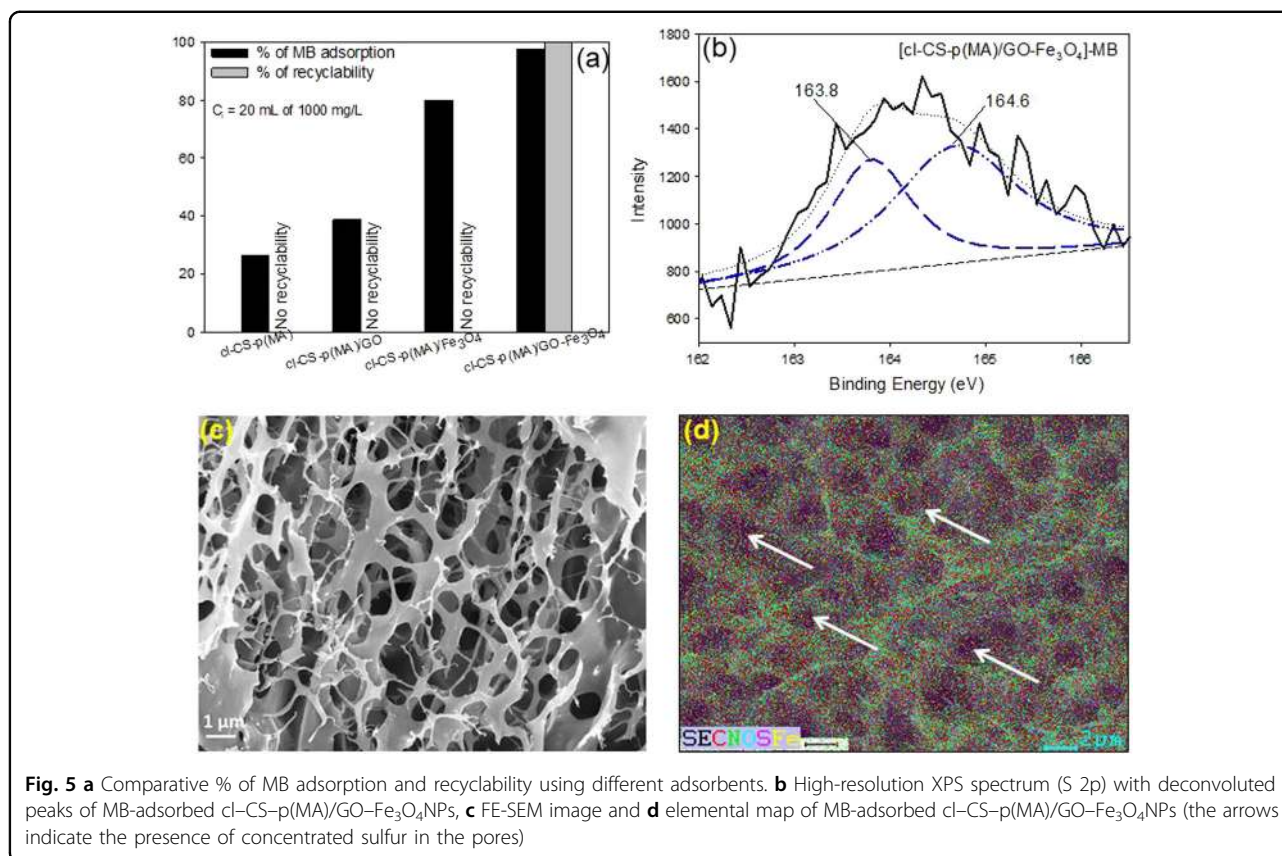 (a)
% of MB adsorption
% of recyclability
Cᵢ = 20 mL of 1000 mg/L
100
80
60
40
20
0
No recyclability
No recyclability
No recyclability
cl-CS-p(MA)
cl-CS-p(MA)/GO
cl-CS-p(MA)/Fe₃O₄
cl-CS-p(MA)/GO-Fe₃O₄
(b)
[cl-CS-p(MA)/GO-Fe₃O₄]-MB
1800
1600
1400
1200
1000
800
600
Intensity
163.8
164.6
162
163
164
165
166
Binding Energy (eV)
(c)
1 µm
(d)
SECNOSFe
2µm
Fig. 5 a Comparative % of MB adsorption and recyclability using different adsorbents. b High-resolution XPS spectrum (S 2p) with deconvoluted
peaks of MB-adsorbed cl–CS–p(MA)/GO–Fe₃O₄NPs, c FE-SEM image and d elemental map of MB-adsorbed cl–CS–p(MA)/GO–Fe₃O₄NPs (the arrows
indicate the presence of concentrated sulfur in the pores)